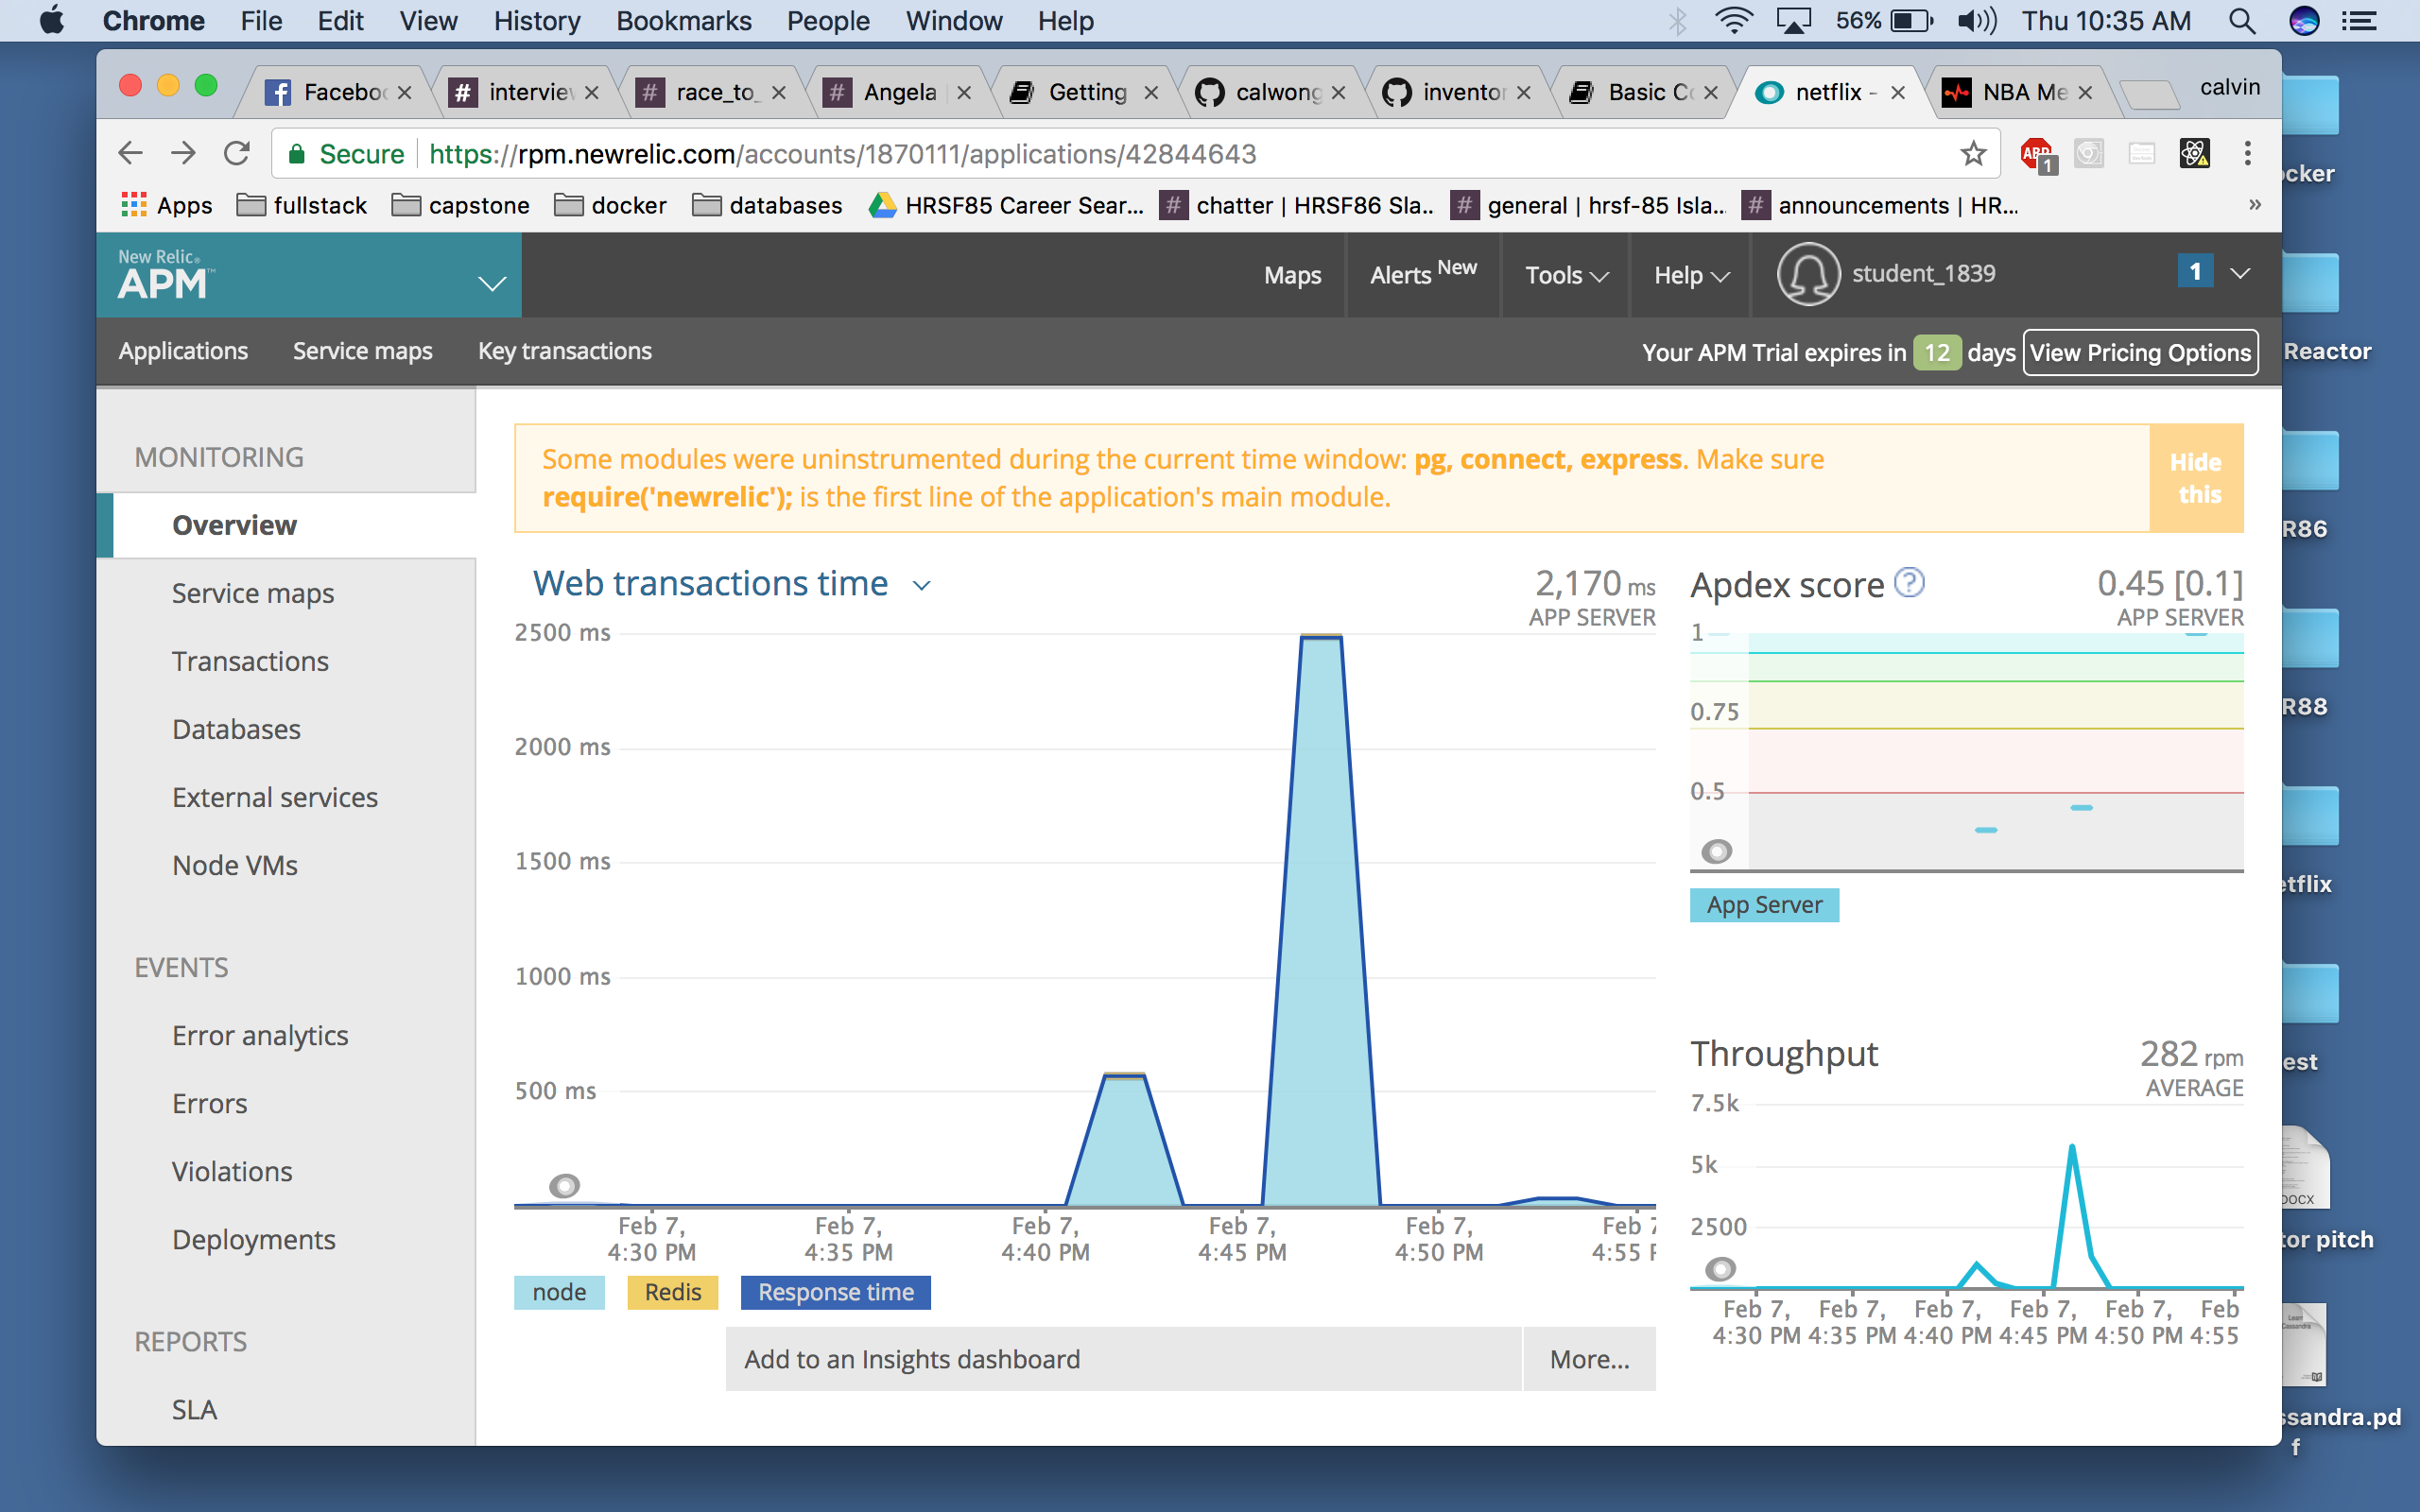 Chrome File Edit View History Bookmarks People Window Help 56% Thu 10:35 AM
Facebo interview race_to_ Angela Getting calwong invento Basic C netflix - NBA Me calvin
Secure https://rpm.newrelic.com/accounts/1870111/applications/42844643 ABP 1
Apps fullstack capstone docker databases HRSF85 Career Sear... chatter | HRSF86 Sla.. general | hrsf-85 Isla... announcements | HR... »
New Relic®
APM™
Maps Alerts New Tools Help student_1839 1
Applications Service maps Key transactions Your APM Trial expires in 12 days View Pricing Options
MONITORING
Overview
Service maps
Transactions
Databases
External services
Node VMs
EVENTS
Error analytics
Errors
Violations
Deployments
REPORTS
SLA
Some modules were uninstrumented during the current time window: pg, connect, express. Make sure
require('newrelic'); is the first line of the application's main module.
Hide
this
Web transactions time
2,170 ms
APP SERVER
2500 ms
2000 ms
1500 ms
1000 ms
500 ms
Feb 7, Feb 7, Feb 7, Feb 7, Feb 7, Feb 7
4:30 PM 4:35 PM 4:40 PM 4:45 PM 4:50 PM 4:55 P
node Redis Response time
Add to an Insights dashboard More...
Apdex score ?
0.45 [0.1]
APP SERVER
1
0.75
0.5
App Server
Throughput
282 rpm
AVERAGE
7.5k
5k
2500
Feb 7, Feb 7, Feb 7, Feb 7, Feb 7, Feb
4:30 PM 4:35 PM 4:40 PM 4:45 PM 4:50 PM 4:55
ocker
Reactor
R86
R88
etflix
est
DOCX
tor pitch
ssandra.pd
f